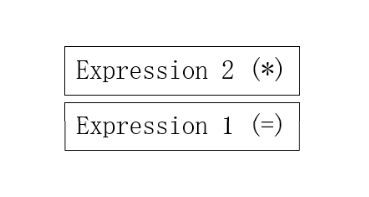 Expression 2 (*)
Expression 1 (=)